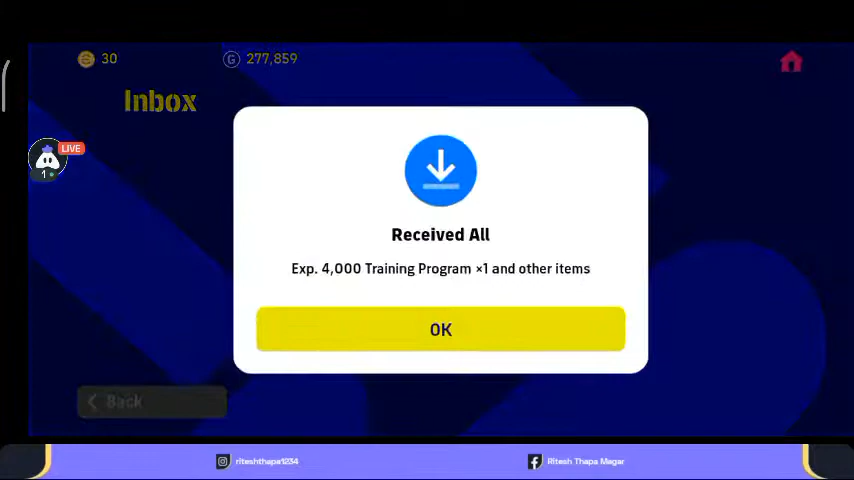 30
277,859
Inbox
LIVE
1
Received All
Exp. 4,000 Training Program ×1 and other items
OK
Back
riteshthapa1234
Ritesh Thapa Magar